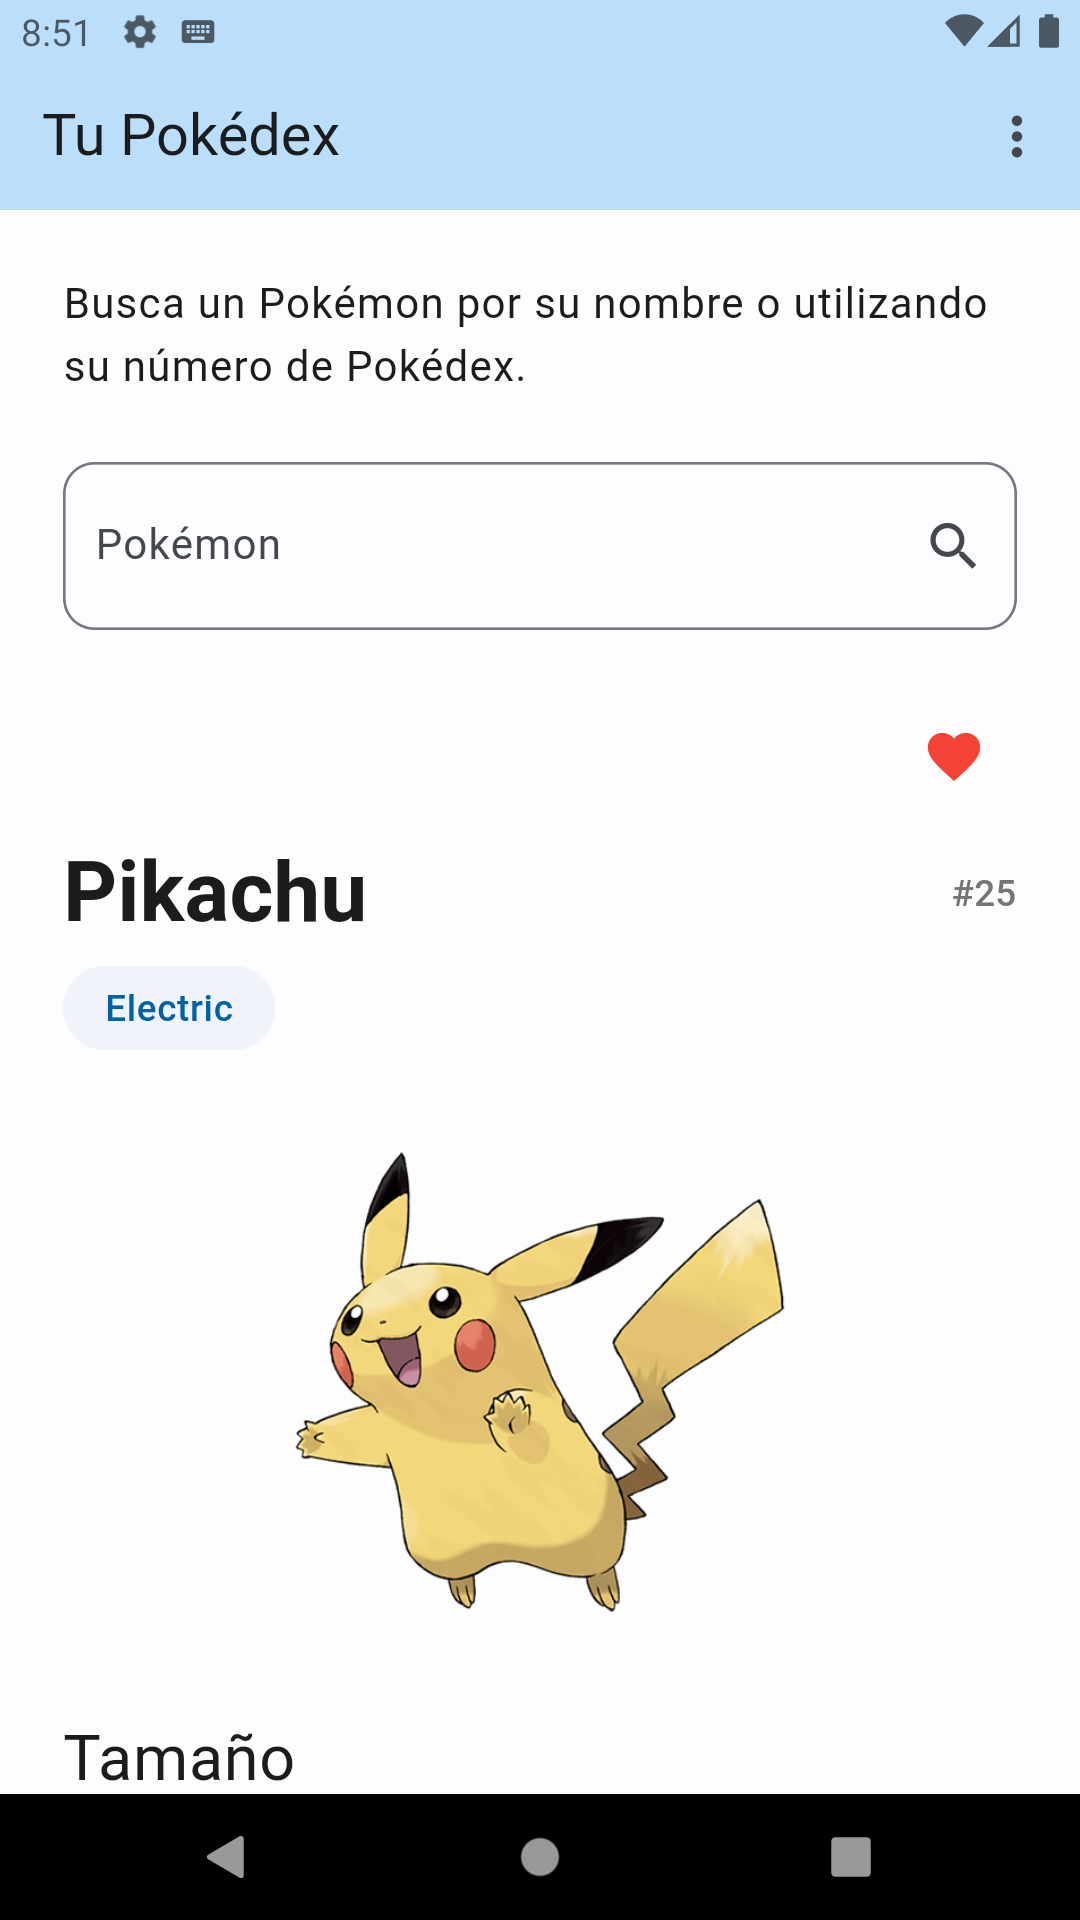 8:51
Tu Pokédex
Busca un Pokémon por su nombre o utilizando
su número de Pokédex.
Pokémon
Pikachu
#25
Electric
Tamaño